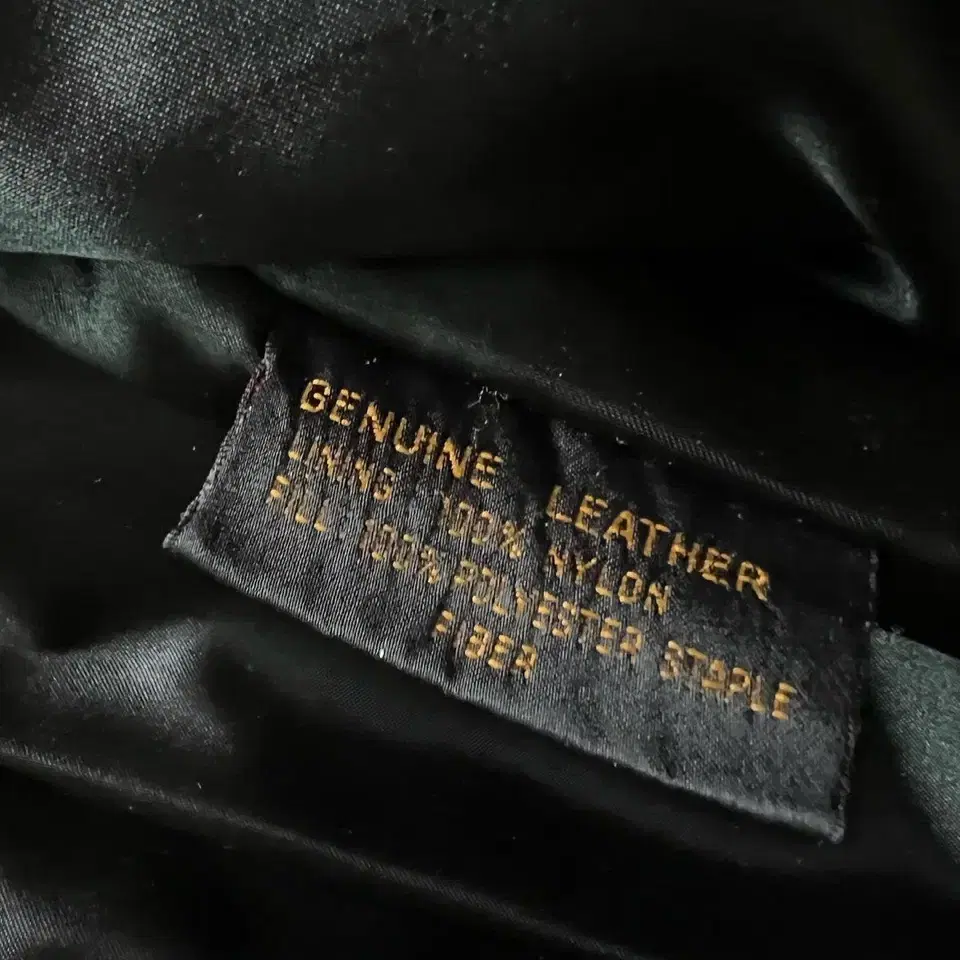 GENUINE LEATHER
LINING 100% NYLON
FILL 100% POLYESTER STAPLE
FIBER